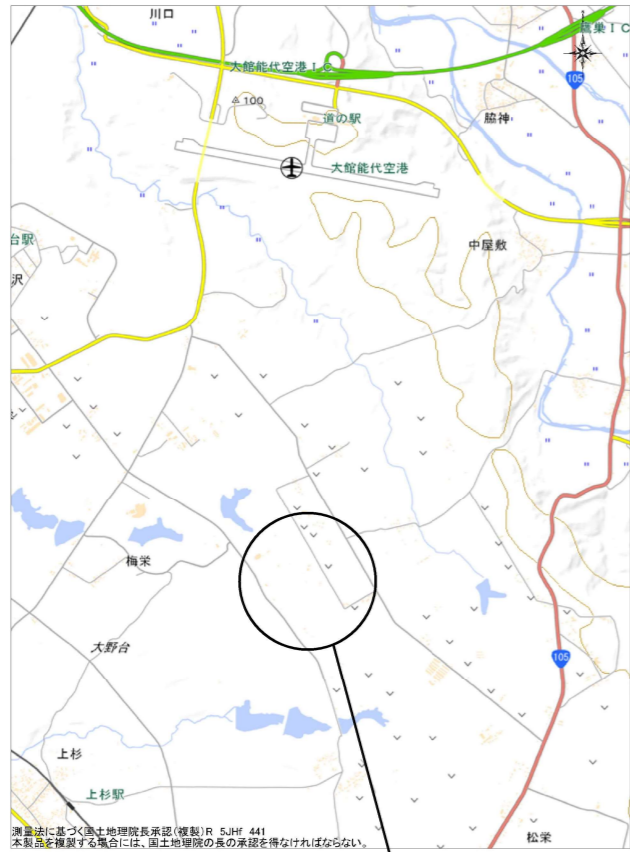 川口
鷹巣IC
大館能代空港IC
105
100
脇神
道の駅
大館能代空港
台駅
中屋敷
沢
梅栄
大野台
105
上杉
上杉駅
測量法に基づく国土地理院長承認(複製)R 5JHf 441
本製品を複製する場合には、国土地理院の長の承認を得なければならない。
松栄